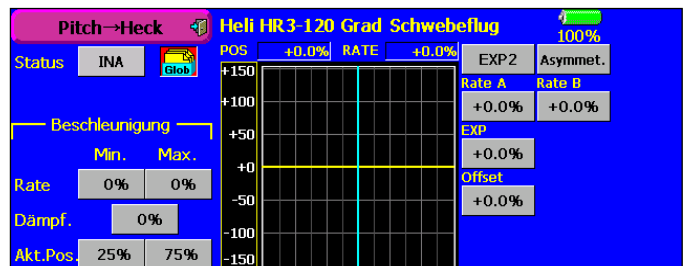 Pitch→Heck Heli HR3-120 Grad Schwebeflug 100%
Status INA Glob POS +0.0% RATE +0.0% EXP2 Asymmet.
+150
Rate A Rate B
+100 +0.0% +0.0%
Beschleunigung +50 EXP
Min. Max. +0.0%
+0
Rate 0% 0% Offset
-50 +0.0%
Dämpf. 0%
-100
Akt.Pos. 25% 75% -150